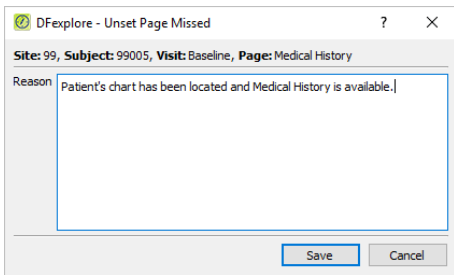 DFexplore - Unset Page Missed
Site: 99, Subject: 99005, Visit: Baseline, Page: Medical History
Reason
Patient's chart has been located and Medical History is available.
Save Cancel